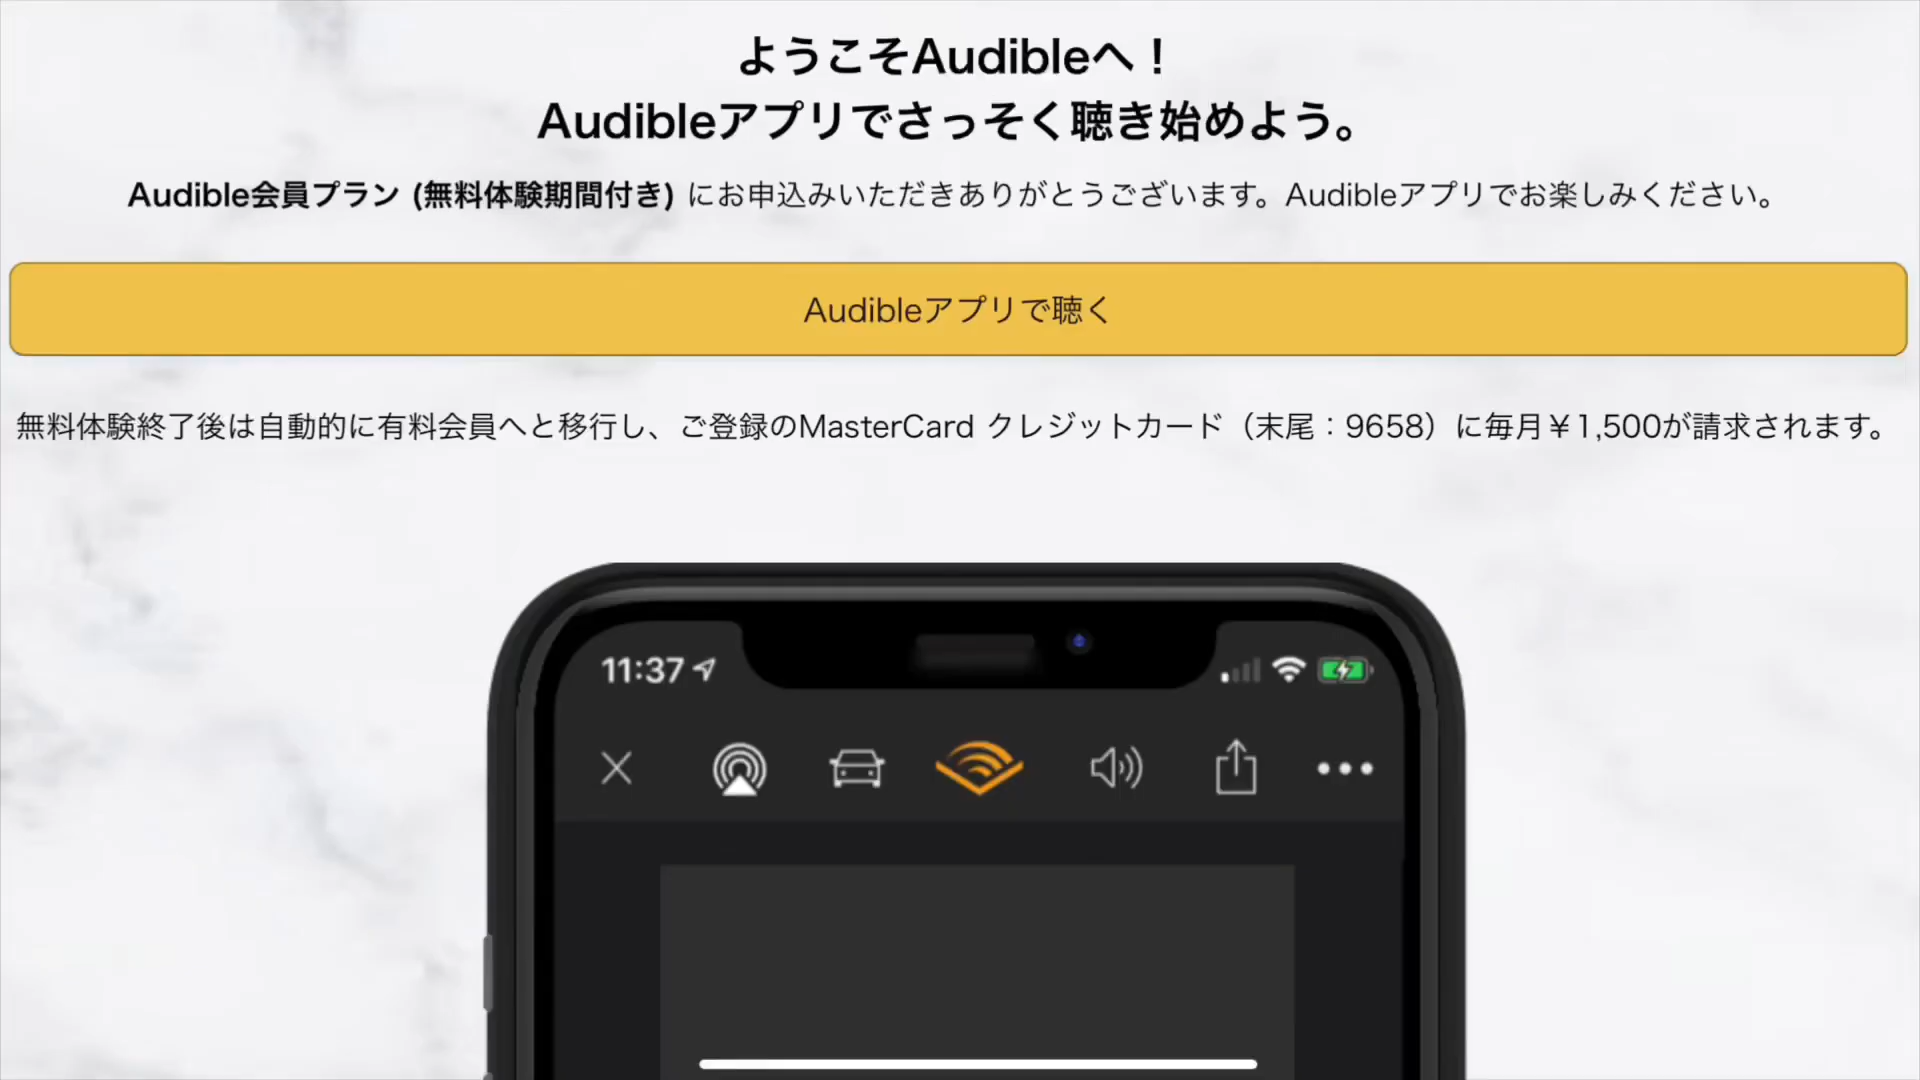 ようこそAudibleへ！
Audibleアプリでさっそく聴き始めよう。
Audible会員プラン (無料体験期間付き) にお申込みいただきありがとうございます。Audibleアプリでお楽しみください。
Audibleアプリで聴く
無料体験終了後は自動的に有料会員へと移行し、ご登録のMasterCard クレジットカード（末尾：9658）に毎月￥1,500が請求されます。
11:37